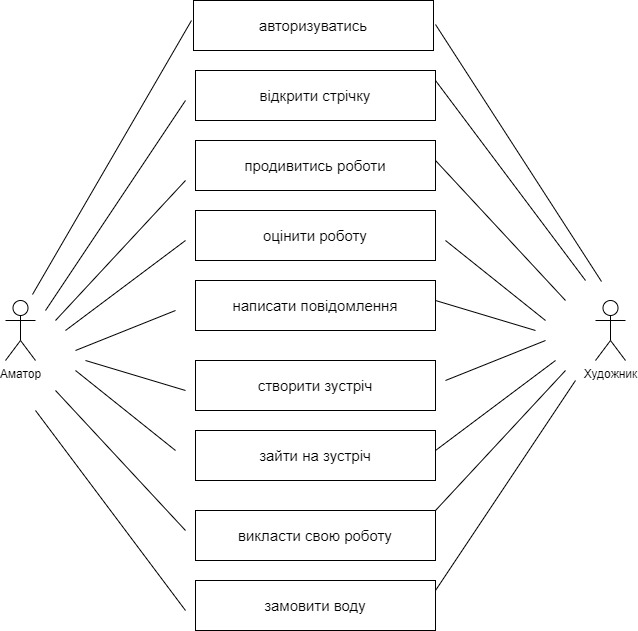 авторизуватись
відкрити стрічку
продивитись роботи
оцінити роботу
написати повідомлення
Аматор
Художник
створити зустріч
зайти на зустріч
викласти свою роботу
замовити воду